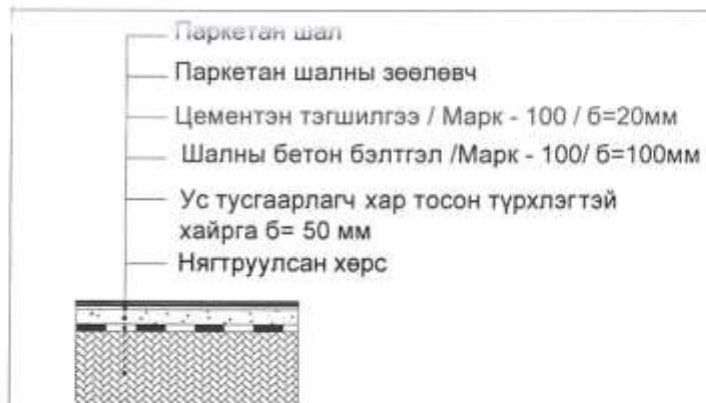 Паркетан шал
Паркетан шалны зөөлөвч
Цементэн тэгшилгээ / Марк - 100 / б=20мм
Шалны бетон бэлтгэл /Марк - 100/ б=100мм
Ус тусгаарлагч хар тосон түрхлэгтэй
хайрга б= 50 мм
Нягтруулсан хөрс